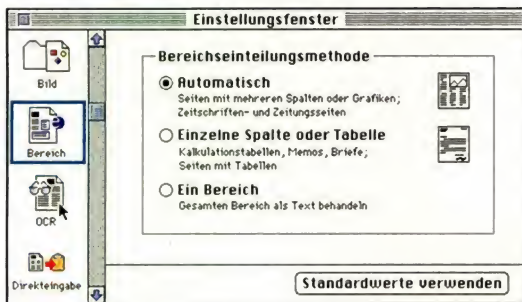 Einstellungsfenster
Bild
Bereich
OCR
Direkteingabe
Bereichseinteilungsmethode
Automatisch
Seiten mit mehreren Spalten oder Grafiken;
Zeitschriften- und Zeitungsseiten
Einzelne Spalte oder Tabelle
Kalkulationstabellen, Memos, Briefe;
Seiten mit Tabellen
Ein Bereich
Gesamten Bereich als Text behandeln
Standardwerte verwenden